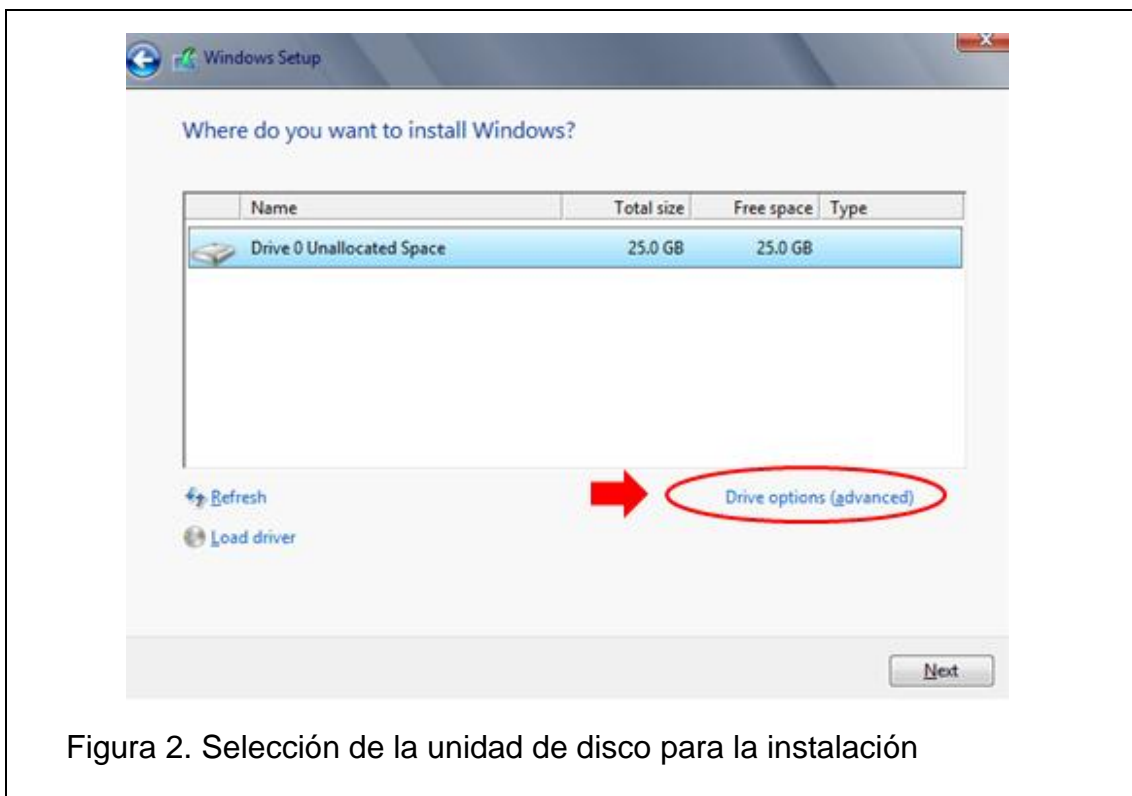 Windows Setup
Where do you want to install Windows?
Name Total size Free space Type
Drive 0 Unallocated Space 25.0 GB 25.0 GB
Refresh Drive options (advanced)
Load driver
Next
Figura 2. Selección de la unidad de disco para la instalación